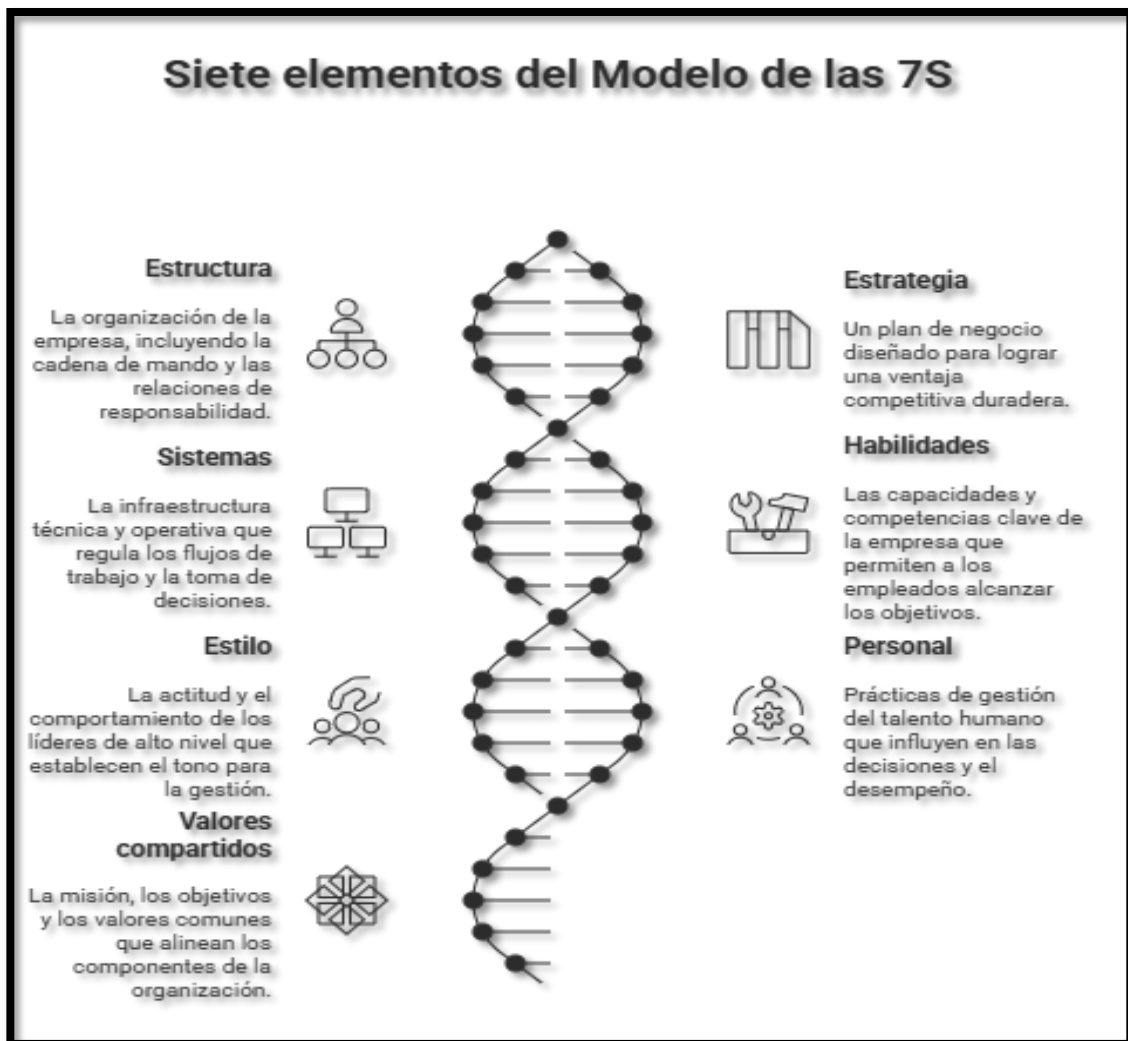 Siete elementos del Modelo de las 7S
Estructura
La organización de la
empresa, incluyendo la
cadena de mando y las
relaciones de
responsabilidad.
Estrategia
Un plan de negocio
diseñado para lograr
una ventaja
competitiva duradera.
Sistemas
La infraestructura
técnica y operativa que
regula los flujos de
trabajo y la toma de
decisiones.
Habilidades
Las capacidades y
competencias clave de
la empresa que
permiten a los
empleados alcanzar
los objetivos.
Estilo
La actitud y el
comportamiento de los
líderes de alto nivel que
establecen el tono para
la gestión.
Personal
Prácticas de gestión
del talento humano
que influyen en las
decisiones y el
desempeño.
Valores
compartidos
La misión, los objetivos
y los valores comunes
que alinean los
componentes de la
organización.